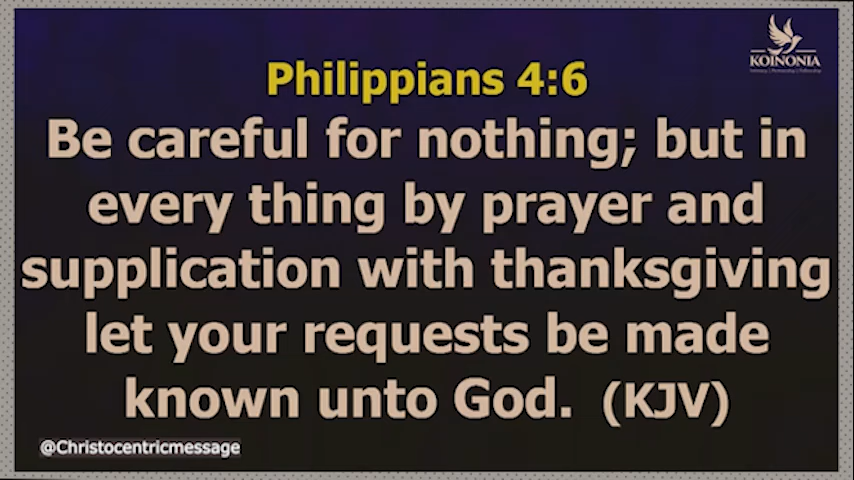 KOINONIA
Philippians 4:6
Be careful for nothing; but in
every thing by prayer and
supplication with thanksgiving
let your requests be made
known unto God. (KJV)
@Christocentricmessage